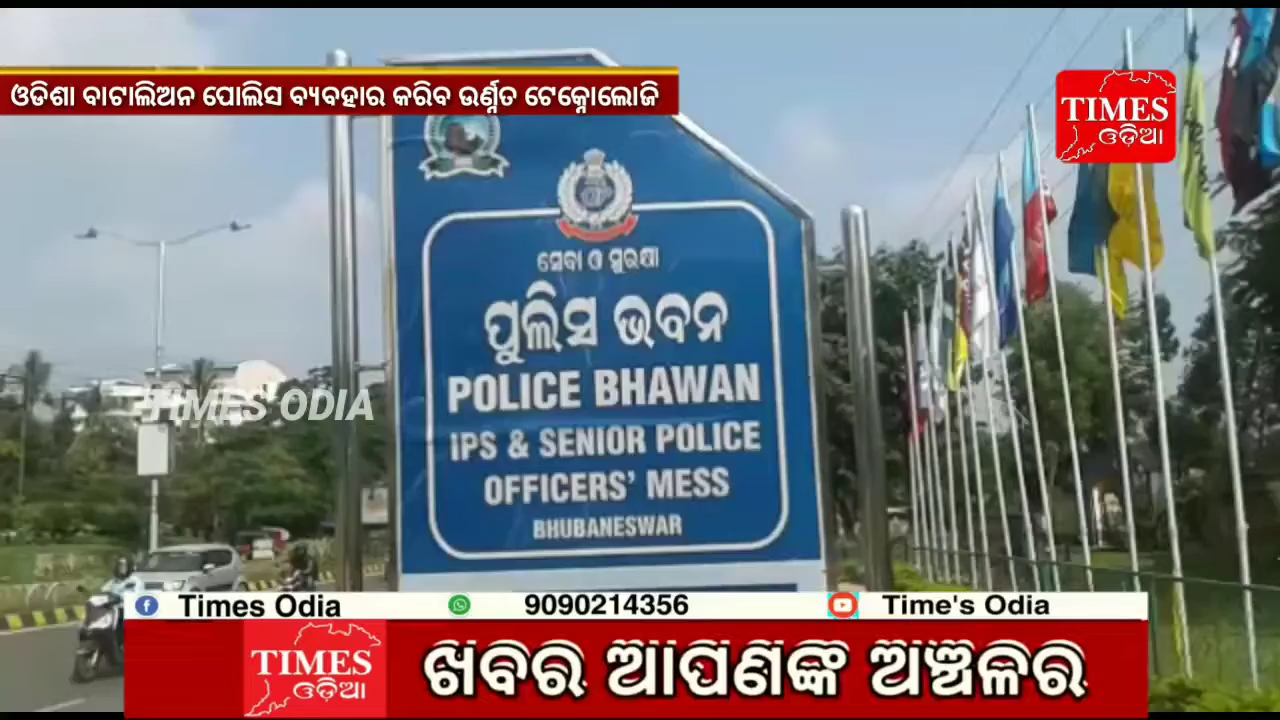 ଓଡିଶା ବାଟାଲିଅନ ପୋଲିସ ବ୍ୟବହାର କରିବ ଉର୍ଣ୍ଣତ ଟେକ୍ନୋଲୋଜି
TIMES
ଓଡ଼ିଆ
ସେବା ଓ ସୁରକ୍ଷା
ପୁଲିସ ଭବନ
POLICE BHAWAN
IPS & SENIOR POLICE
OFFICERS' MESS
BHUBANESWAR
TIMES ODIA
Times Odia 9090214356 Time's Odia
TIMES
ଓଡ଼ିଆ
ଖବର ଆପଣଙ୍କ ଅଞ୍ଚଳର